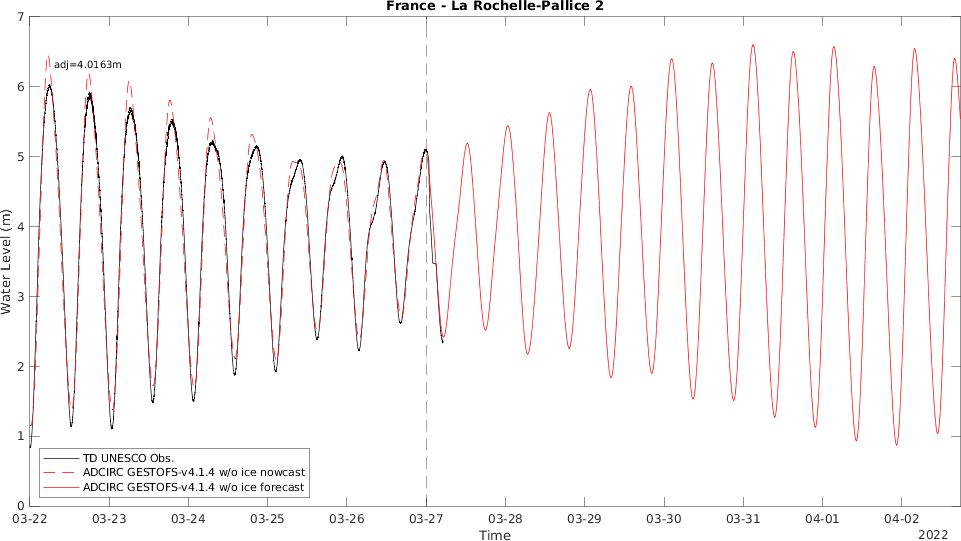 France - La Rochelle-Pallice 2
adj=4.0163m
7
6
5
4
3
2
1
0
Water Level (m)
TD UNESCO Obs.
ADCIRC GESTOFS-v4.1.4 w/o ice nowcast
ADCIRC GESTOFS-v4.1.4 w/o ice forecast
03-22 03-23 03-24 03-25 03-26 03-27 03-28 03-29 03-30 03-31 04-01 04-02
Time
2022